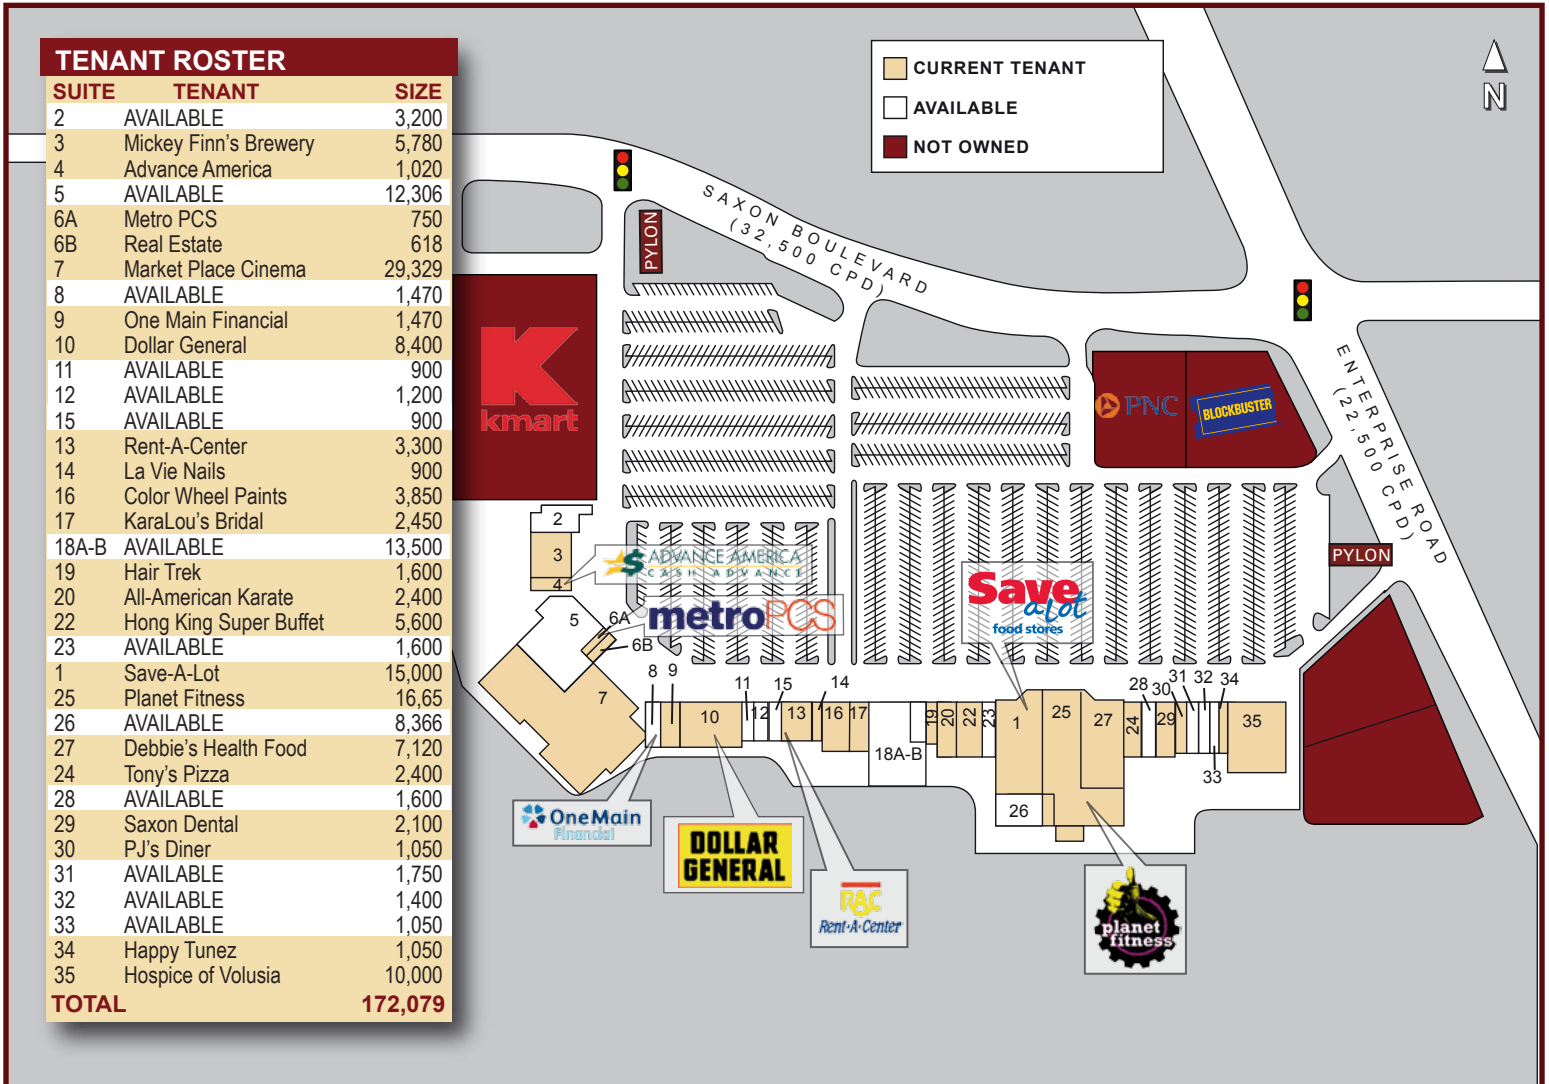 TENANT ROSTER
SUITE TENANT SIZE
2 AVAILABLE 3,200
3 Mickey Finn's Brewery 5,780
4 Advance America 1,020
5 AVAILABLE 12,306
6A Metro PCS 750
6B Real Estate 618
7 Market Place Cinema 29,329
8 AVAILABLE 1,470
9 One Main Financial 1,470
10 Dollar General 8,400
11 AVAILABLE 900
12 AVAILABLE 1,200
15 AVAILABLE 900
13 Rent-A-Center 3,300
14 La Vie Nails 900
16 Color Wheel Paints 3,850
17 KaraLou's Bridal 2,450
18A-B AVAILABLE 13,500
19 Hair Trek 1,600
20 All-American Karate 2,400
22 Hong King Super Buffet 5,600
23 AVAILABLE 1,600
1 Save-A-Lot 15,000
25 Planet Fitness 16,65
26 AVAILABLE 8,366
27 Debbie's Health Food 7,120
24 Tony's Pizza 2,400
28 AVAILABLE 1,600
29 Saxon Dental 2,100
30 PJ's Diner 1,050
31 AVAILABLE 1,750
32 AVAILABLE 1,400
33 AVAILABLE 1,050
34 Happy Tunez 1,050
35 Hospice of Volusia 10,000
TOTAL 172,079
CURRENT TENANT
AVAILABLE
NOT OWNED
N
SAXON BOULEVARD
(32,500 CPD)
PYLON
K
kmart
PNC
BLOCKBUSTER
ENTERPRISE ROAD
(22,500 CPD)
PYLON
2
3
4
ADVANCE AMERICA
CASH ADVANCE
5
6A
metroPCS
6B
7
Save
a Lot
food stores
8 9
10
11
12
15
13
14
16
17
18A-B
19
20
22
23
1
25
27
26
24
28
29
30
31
32
33
34
35
OneMain
Financial
DOLLAR
GENERAL
RAC
Rent-A-Center
planet
fitness